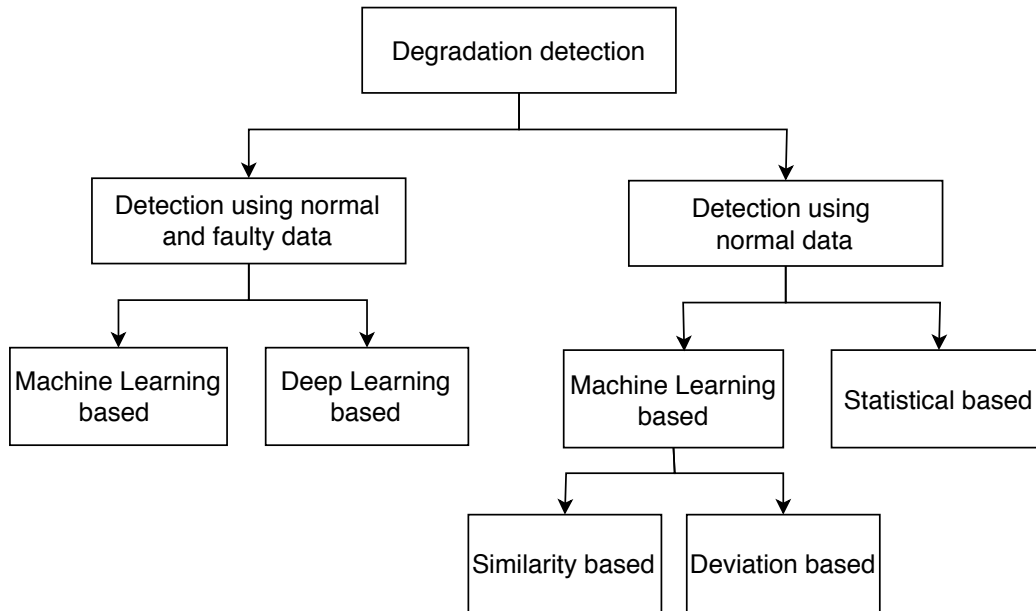 Degradation detection
Detection using normal
and faulty data
Detection using
normal data
Machine Learning
based
Deep Learning
based
Machine Learning
based
Statistical based
Similarity based
Deviation based